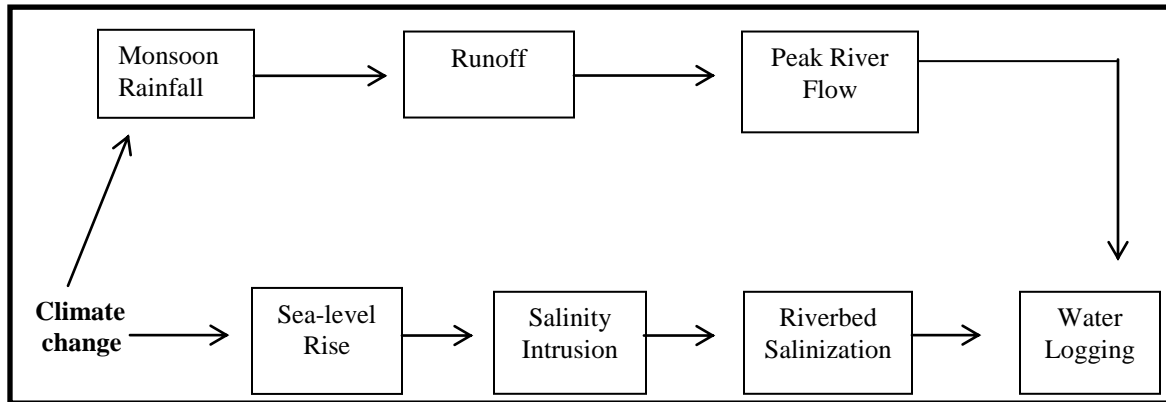 Monsoon
Rainfall
Runoff
Peak River
Flow
Climate
change
Sea-level
Rise
Salinity
Intrusion
Riverbed
Salinization
Water
Logging